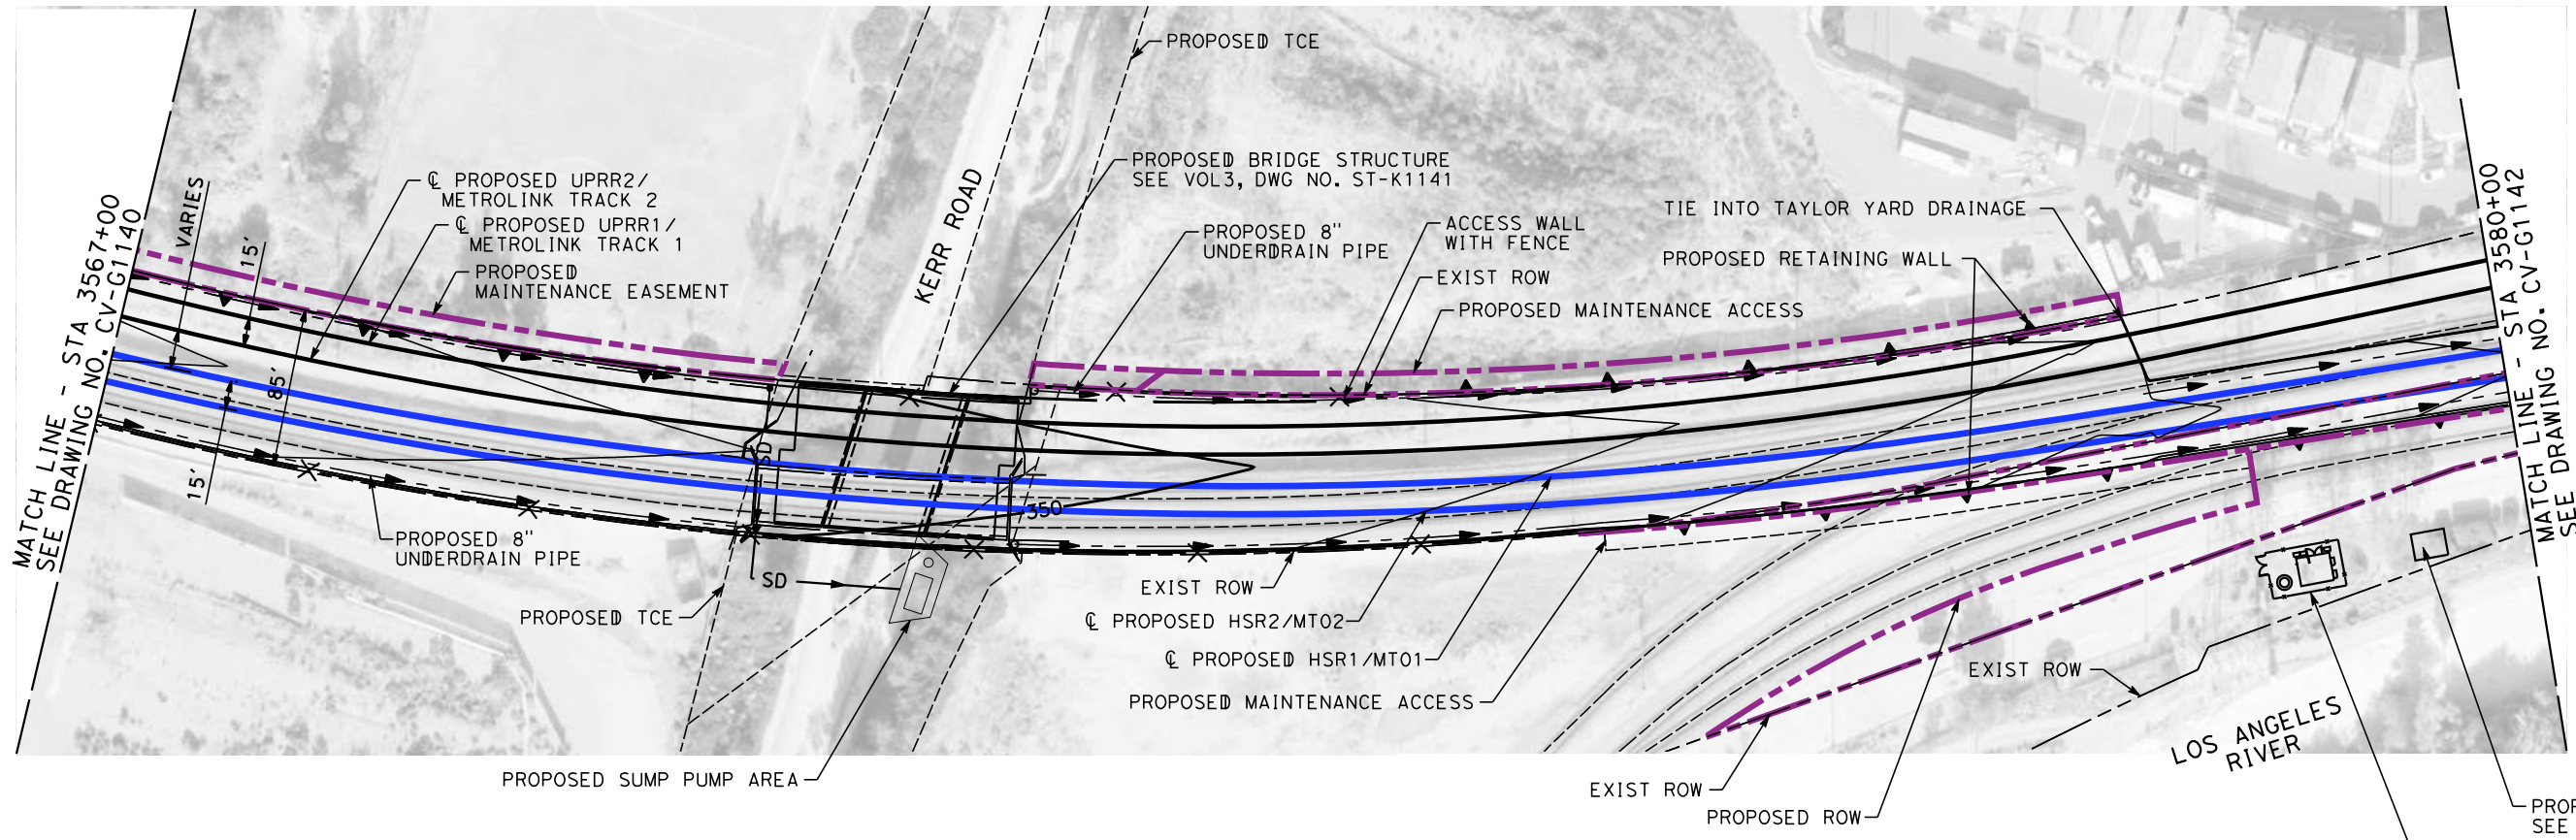 PROPOSED TCE
PROPOSED BRIDGE STRUCTURE
SEE VOL3, DWG NO. ST-K1141
KERR ROAD
℄ PROPOSED UPRR2/
METROLINK TRACK 2
℄ PROPOSED UPRR1/
METROLINK TRACK 1
PROPOSED
MAINTENANCE EASEMENT
VARIES
15'
85'
15'
MATCH LINE - STA 3567+00
SEE DRAWING NO. CV-G1140
PROPOSED 8"
UNDERDRAIN PIPE
ACCESS WALL
WITH FENCE
EXIST ROW
PROPOSED MAINTENANCE ACCESS
TIE INTO TAYLOR YARD DRAINAGE
PROPOSED RETAINING WALL
MATCH LINE - STA 3580+00
SEE DRAWING NO. CV-G1142
SD
350
PROPOSED 8"
UNDERDRAIN PIPE
SD
PROPOSED TCE
PROPOSED SUMP PUMP AREA
EXIST ROW
℄ PROPOSED HSR2/MT02
℄ PROPOSED HSR1/MT01
PROPOSED MAINTENANCE ACCESS
EXIST ROW
LOS ANGELES
RIVER
EXIST ROW
PROPOSED ROW
SEE